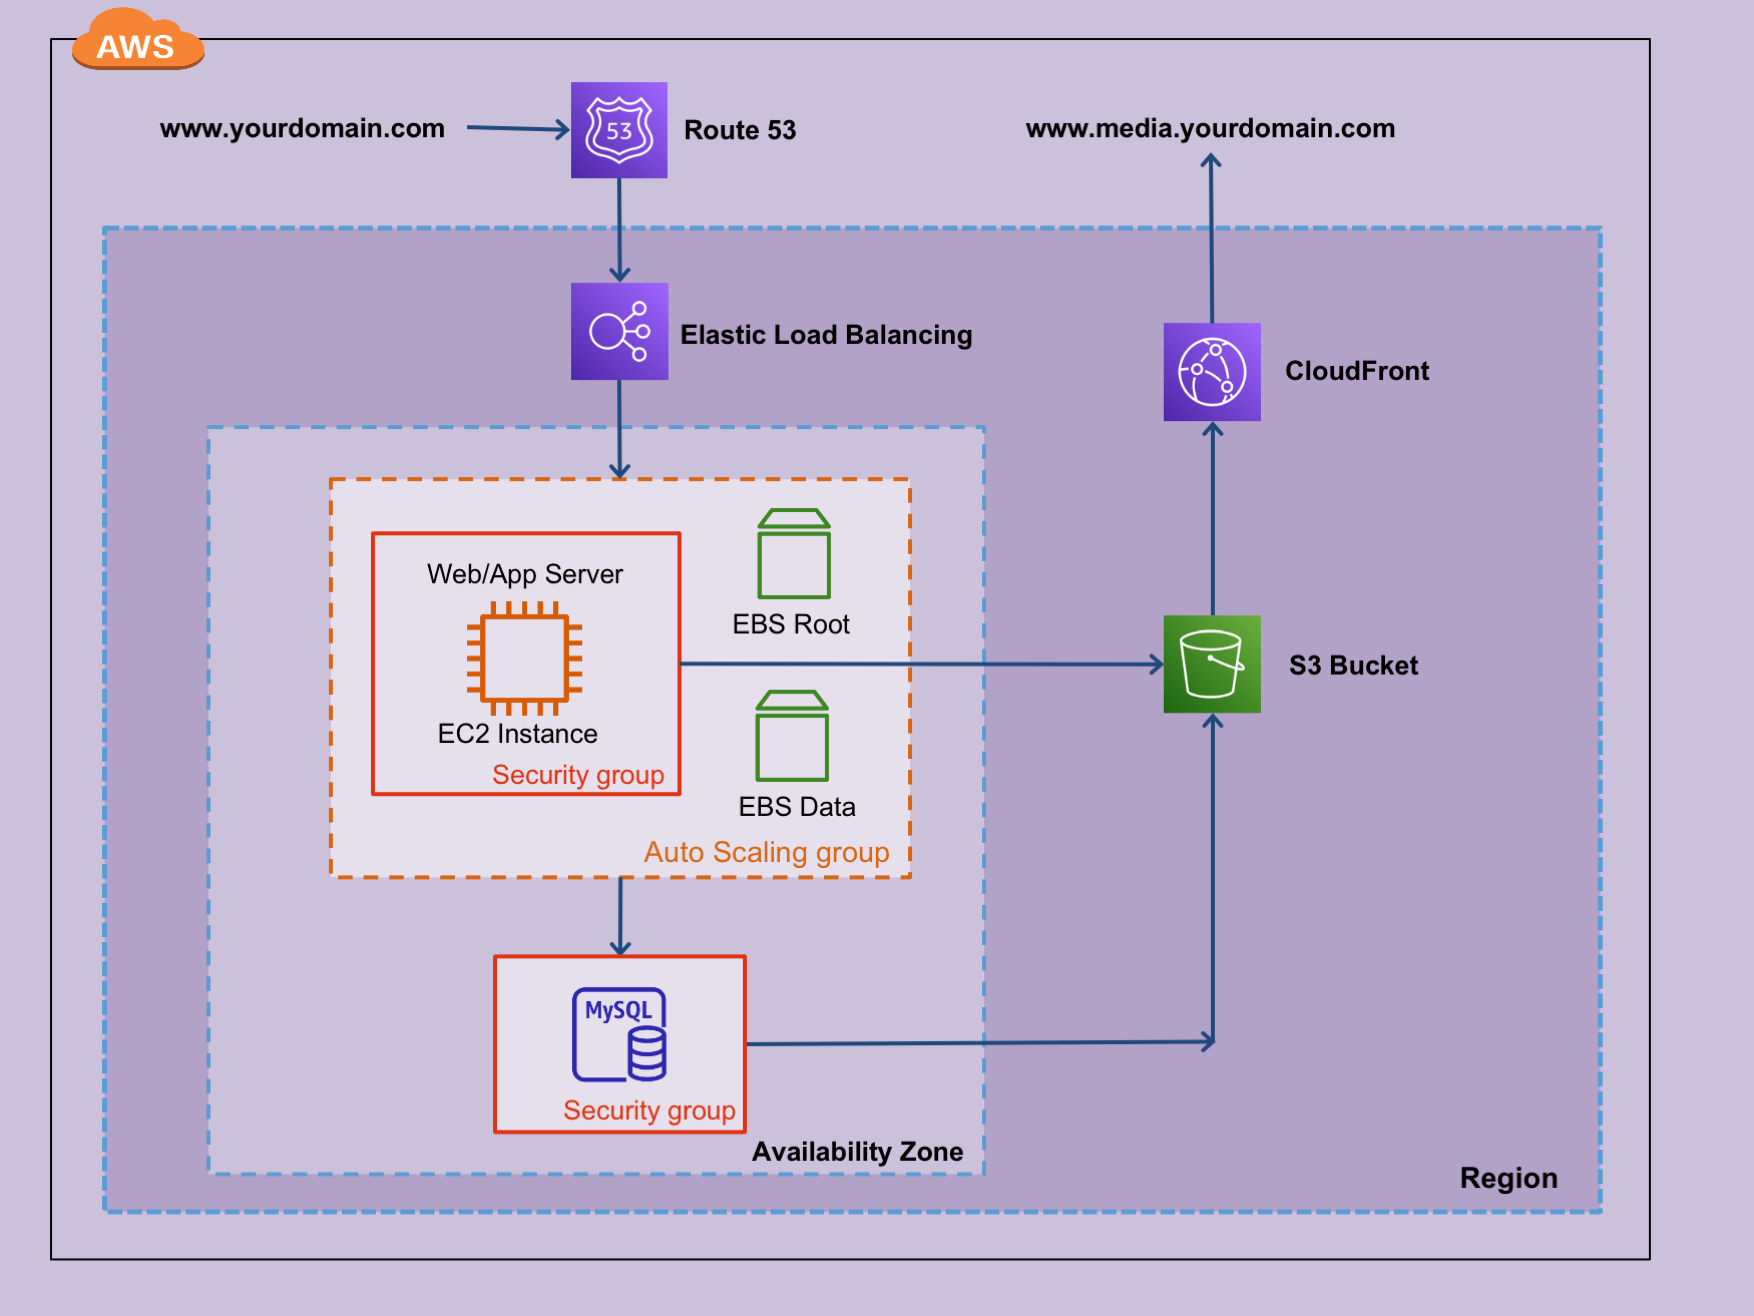 AWS
www.yourdomain.com
53
Route 53
www.media.yourdomain.com
Elastic Load Balancing
CloudFront
Web/App Server
EC2 Instance
Security group
EBS Root
EBS Data
Auto Scaling group
S3 Bucket
MySQL
Security group
Availability Zone
Region